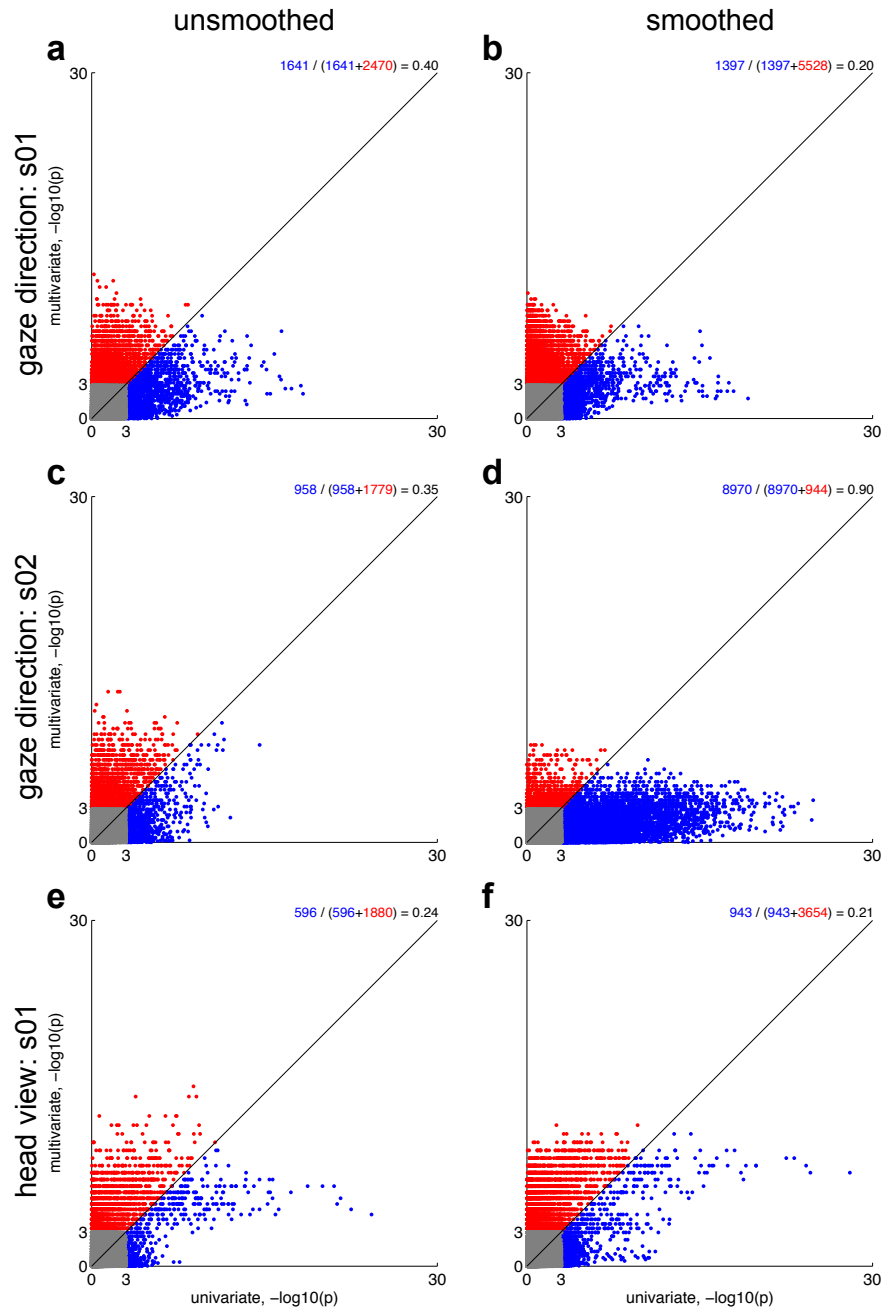 unsmoothed
smoothed
a
1641 / (1641+2470) = 0.40
30
gaze direction: s01
multivariate, -log10(p)
3
0
0
3
30
b
1397 / (1397+5528) = 0.20
30
3
0
0
3
30
c
958 / (958+1779) = 0.35
30
gaze direction: s02
multivariate, -log10(p)
3
0
0
3
30
d
8970 / (8970+944) = 0.90
30
3
0
0
3
30
e
596 / (596+1880) = 0.24
30
head view: s01
multivariate, -log10(p)
3
0
0
3
30
univariate, -log10(p)
f
943 / (943+3654) = 0.21
30
3
0
0
3
30
univariate, -log10(p)